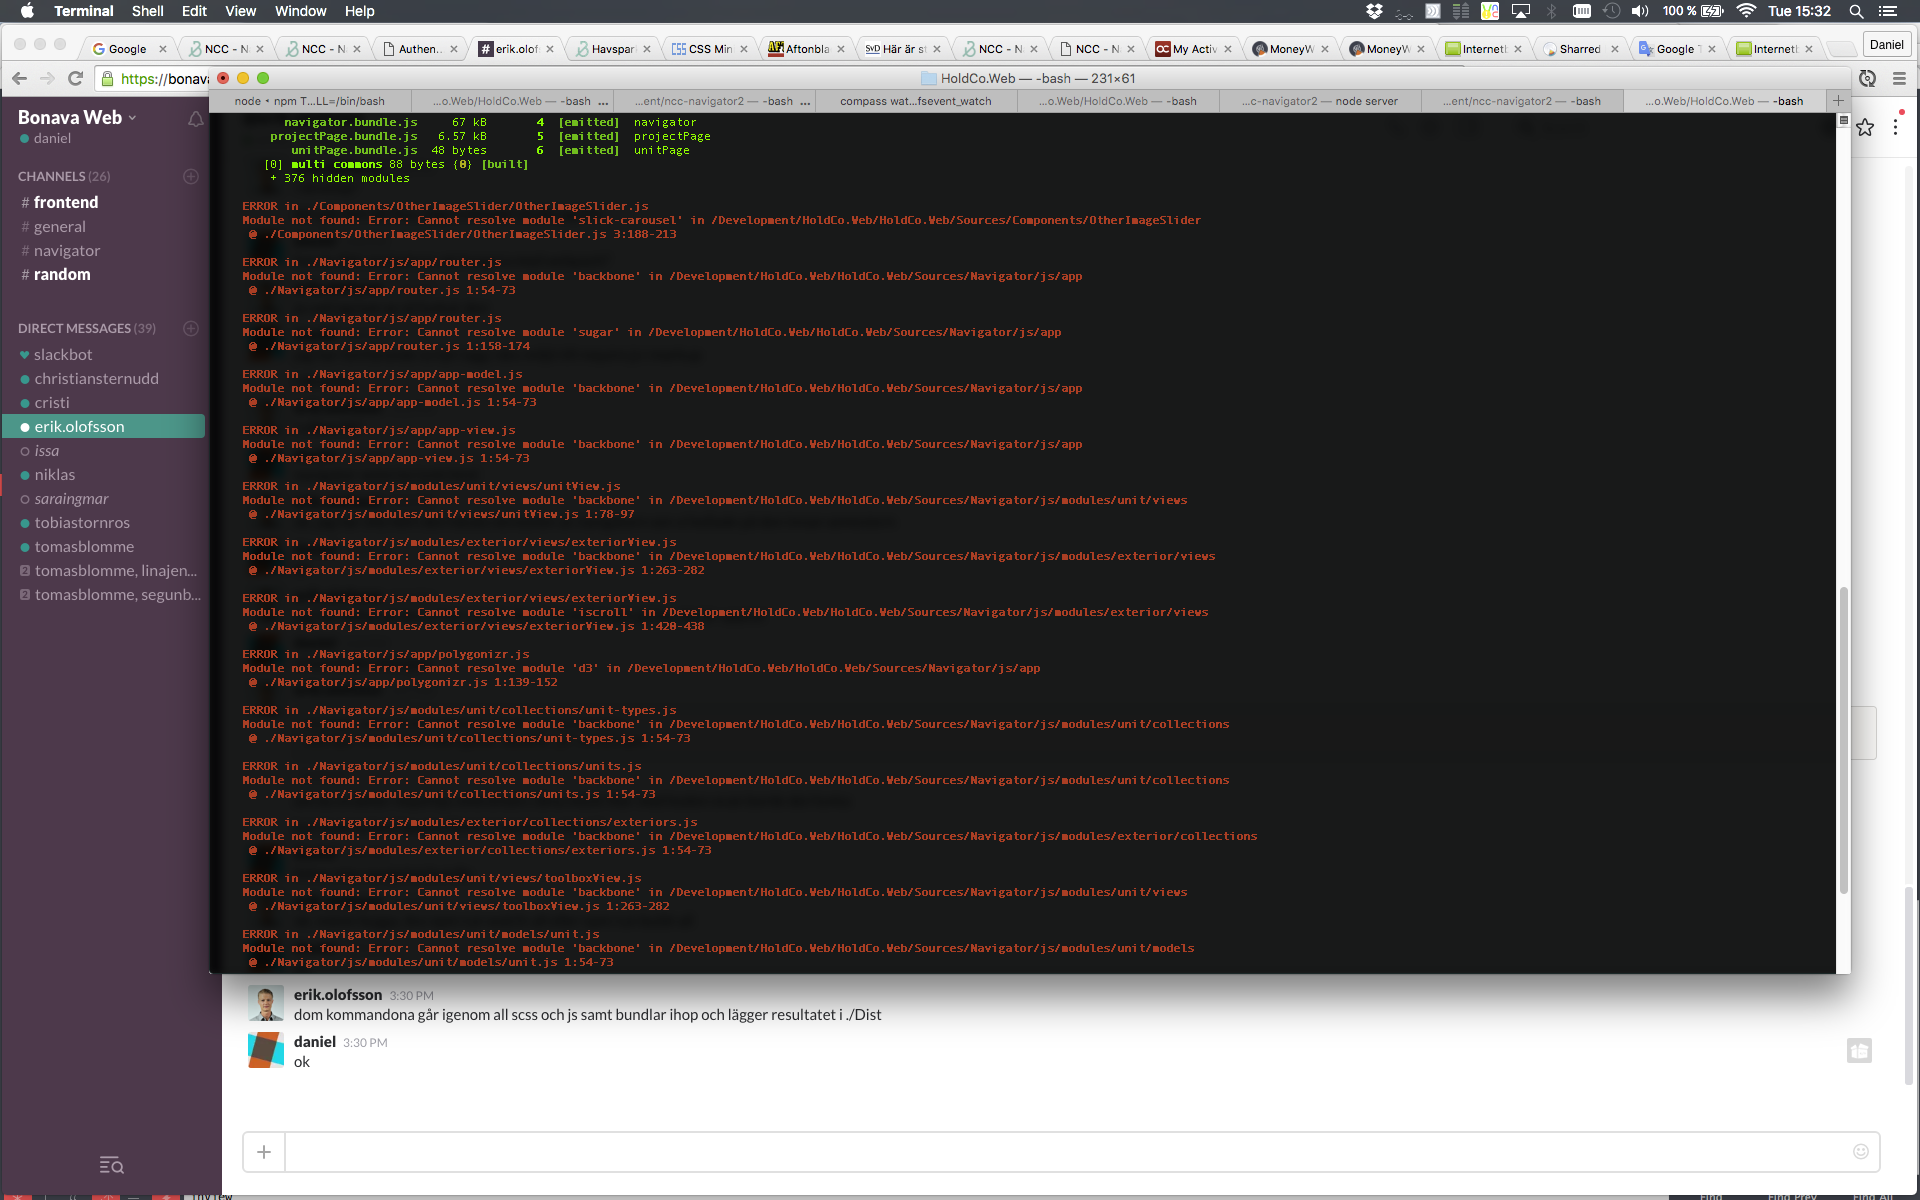 Terminal Shell Edit View Window Help
100 % Tue 15:32
Google NCC - N NCC - N Authen. erik.olof Havspar CSS Min Aftonbla SvD Här är st NCC - N NCC - N My Activ MoneyW MoneyW Internetl Sharred Google T Internetl Daniel
https://bonava
HoldCo.Web — -bash — 231×61
node • npm T...LL=/bin/bash ...o.Web/HoldCo.Web — -bash ... ...ent/ncc-navigator2 — -bash ... compass wat...fsevent_watch ...o.Web/HoldCo.Web — -bash ...c-navigator2 — node server ...ent/ncc-navigator2 — -bash ...o.Web/HoldCo.Web — -bash
Bonava Web
daniel
CHANNELS (26)
# frontend
# general
# navigator
# random
DIRECT MESSAGES (39)
slackbot
christiansternudd
cristi
erik.olofsson
issa
niklas
saraingmar
tobiastornros
tomasblomme
2 tomasblomme, linajen...
2 tomasblomme, segunb...
navigator.bundle.js 67 kB 4 [emitted] navigator
projectPage.bundle.js 6.57 kB 5 [emitted] projectPage
unitPage.bundle.js 48 bytes 6 [emitted] unitPage
[0] multi commons 88 bytes {0} [built]
+ 376 hidden modules
ERROR in ./Components/OtherImageSlider/OtherImageSlider.js
Module not found: Error: Cannot resolve module 'slick-carousel' in /Development/HoldCo.Web/HoldCo.Web/Sources/Components/OtherImageSlider
@ ./Components/OtherImageSlider/OtherImageSlider.js 3:188-213
ERROR in ./Navigator/js/app/router.js
Module not found: Error: Cannot resolve module 'backbone' in /Development/HoldCo.Web/HoldCo.Web/Sources/Navigator/js/app
@ ./Navigator/js/app/router.js 1:54-73
ERROR in ./Navigator/js/app/router.js
Module not found: Error: Cannot resolve module 'sugar' in /Development/HoldCo.Web/HoldCo.Web/Sources/Navigator/js/app
@ ./Navigator/js/app/router.js 1:158-174
ERROR in ./Navigator/js/app/app-model.js
Module not found: Error: Cannot resolve module 'backbone' in /Development/HoldCo.Web/HoldCo.Web/Sources/Navigator/js/app
@ ./Navigator/js/app/app-model.js 1:54-73
ERROR in ./Navigator/js/app/app-view.js
Module not found: Error: Cannot resolve module 'backbone' in /Development/HoldCo.Web/HoldCo.Web/Sources/Navigator/js/app
@ ./Navigator/js/app/app-view.js 1:54-73
ERROR in ./Navigator/js/modules/unit/views/unitView.js
Module not found: Error: Cannot resolve module 'backbone' in /Development/HoldCo.Web/HoldCo.Web/Sources/Navigator/js/modules/unit/views
@ ./Navigator/js/modules/unit/views/unitView.js 1:78-97
ERROR in ./Navigator/js/modules/exterior/views/exteriorView.js
Module not found: Error: Cannot resolve module 'backbone' in /Development/HoldCo.Web/HoldCo.Web/Sources/Navigator/js/modules/exterior/views
@ ./Navigator/js/modules/exterior/views/exteriorView.js 1:263-282
ERROR in ./Navigator/js/modules/exterior/views/exteriorView.js
Module not found: Error: Cannot resolve module 'iscroll' in /Development/HoldCo.Web/HoldCo.Web/Sources/Navigator/js/modules/exterior/views
@ ./Navigator/js/modules/exterior/views/exteriorView.js 1:420-438
ERROR in ./Navigator/js/app/polygonizr.js
Module not found: Error: Cannot resolve module 'd3' in /Development/HoldCo.Web/HoldCo.Web/Sources/Navigator/js/app
@ ./Navigator/js/app/polygonizr.js 1:139-152
ERROR in ./Navigator/js/modules/unit/collections/unit-types.js
Module not found: Error: Cannot resolve module 'backbone' in /Development/HoldCo.Web/HoldCo.Web/Sources/Navigator/js/modules/unit/collections
@ ./Navigator/js/modules/unit/collections/unit-types.js 1:54-73
ERROR in ./Navigator/js/modules/unit/collections/units.js
Module not found: Error: Cannot resolve module 'backbone' in /Development/HoldCo.Web/HoldCo.Web/Sources/Navigator/js/modules/unit/collections
@ ./Navigator/js/modules/unit/collections/units.js 1:54-73
ERROR in ./Navigator/js/modules/exterior/collections/exteriors.js
Module not found: Error: Cannot resolve module 'backbone' in /Development/HoldCo.Web/HoldCo.Web/Sources/Navigator/js/modules/exterior/collections
@ ./Navigator/js/modules/exterior/collections/exteriors.js 1:54-73
ERROR in ./Navigator/js/modules/unit/views/toolboxView.js
Module not found: Error: Cannot resolve module 'backbone' in /Development/HoldCo.Web/HoldCo.Web/Sources/Navigator/js/modules/unit/views
@ ./Navigator/js/modules/unit/views/toolboxView.js 1:263-282
ERROR in ./Navigator/js/modules/unit/models/unit.js
Module not found: Error: Cannot resolve module 'backbone' in /Development/HoldCo.Web/HoldCo.Web/Sources/Navigator/js/modules/unit/models
@ ./Navigator/js/modules/unit/models/unit.js 1:54-73
erik.olofsson 3:30 PM
dom kommandona går igenom all scss och js samt bundlar ihop och lägger resultatet i ./Dist
daniel 3:30 PM
ok